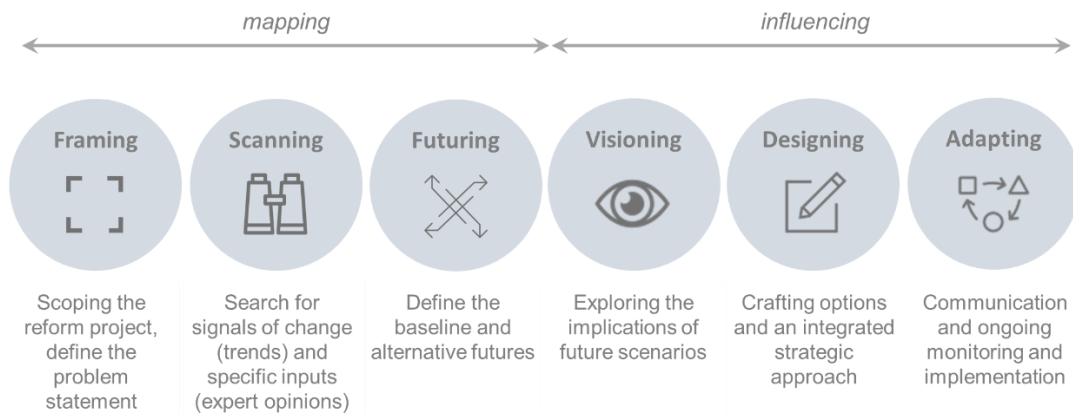 mapping
influencing
Framing
Scoping the
reform project,
define the
problem
statement
Scanning
Search for
signals of change
(trends) and
specific inputs
(expert opinions)
Futuring
Define the
baseline and
alternative futures
Visioning
Exploring the
implications of
future scenarios
Designing
Crafting options
and an integrated
strategic
approach
Adapting
Communication
and ongoing
monitoring and
implementation